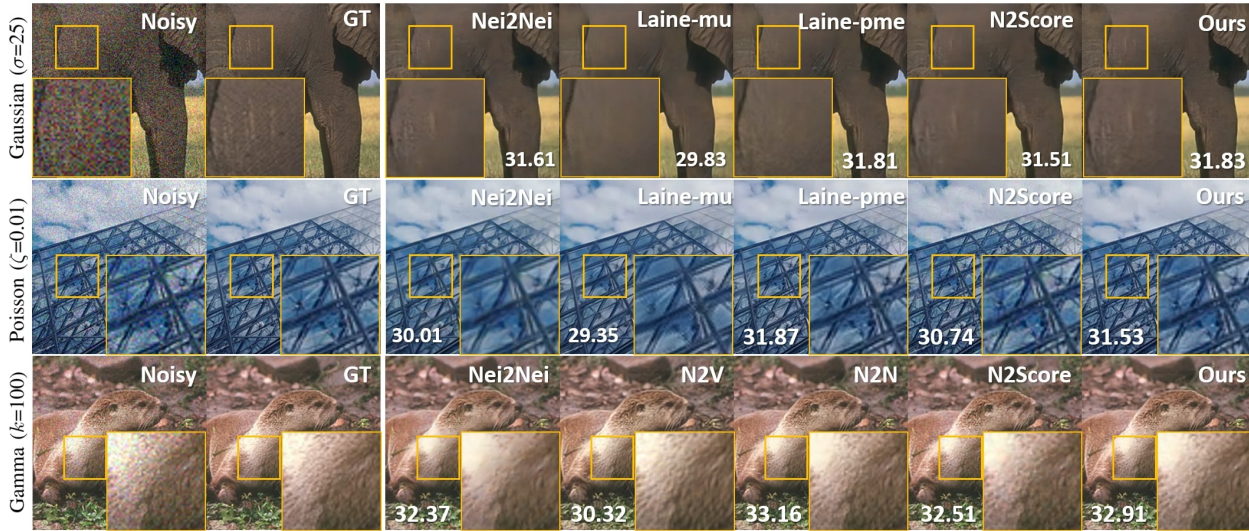 Gaussian (σ=25)
Noisy
GT
Nei2Nei
Laine-mu
Laine-pme
N2Score
Ours
31.61
29.83
31.81
31.51
31.83
Poisson (ζ=0.01)
Noisy
GT
Nei2Nei
Laine-mu
Laine-pme
N2Score
Ours
30.01
29.35
31.87
30.74
31.53
Gamma (k=100)
Noisy
GT
Nei2Nei
N2V
N2N
N2Score
Ours
32.37
30.32
33.16
32.51
32.91